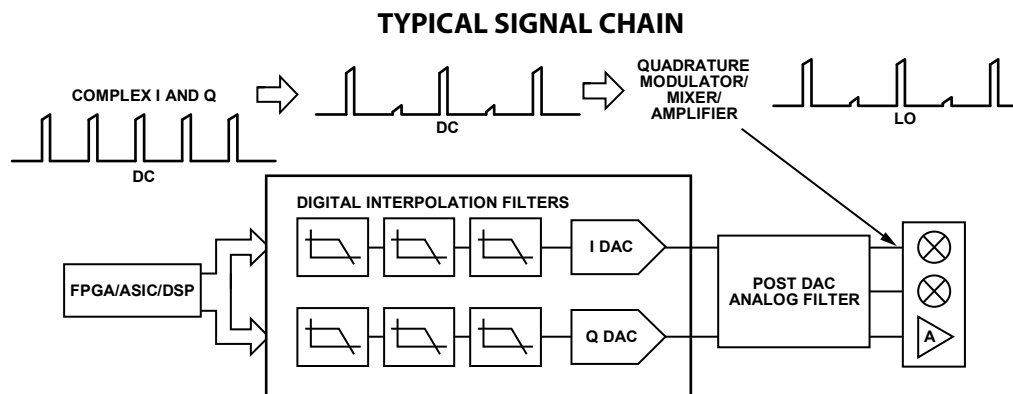 TYPICAL SIGNAL CHAIN
COMPLEX I AND Q
DC
DC
QUADRATURE
MODULATOR/
MIXER/
AMPLIFIER
LO
DIGITAL INTERPOLATION FILTERS
I DAC
FPGA/ASIC/DSP
POST DAC
ANALOG FILTER
Q DAC
A